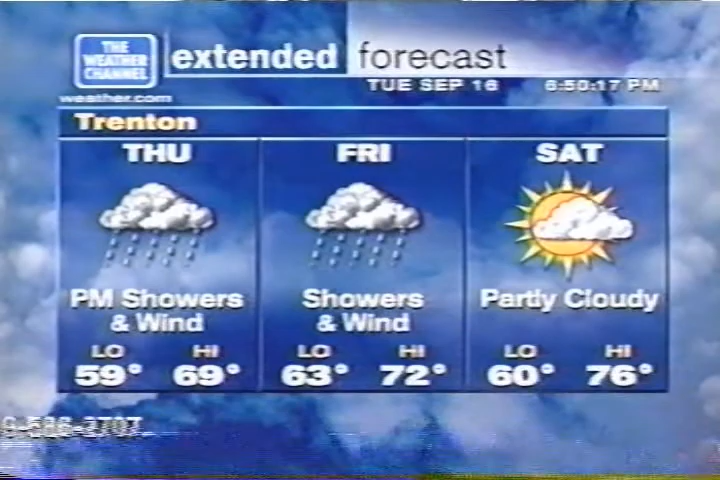 THE
WEATHER
CHANNEL
extended forecast
weather.com
TUE SEP 16 6:50:17 PM
Trenton
THU FRI SAT
PM Showers Showers Partly Cloudy
& Wind & Wind
LO HI LO HI LO HI
59° 69° 63° 72° 60° 76°